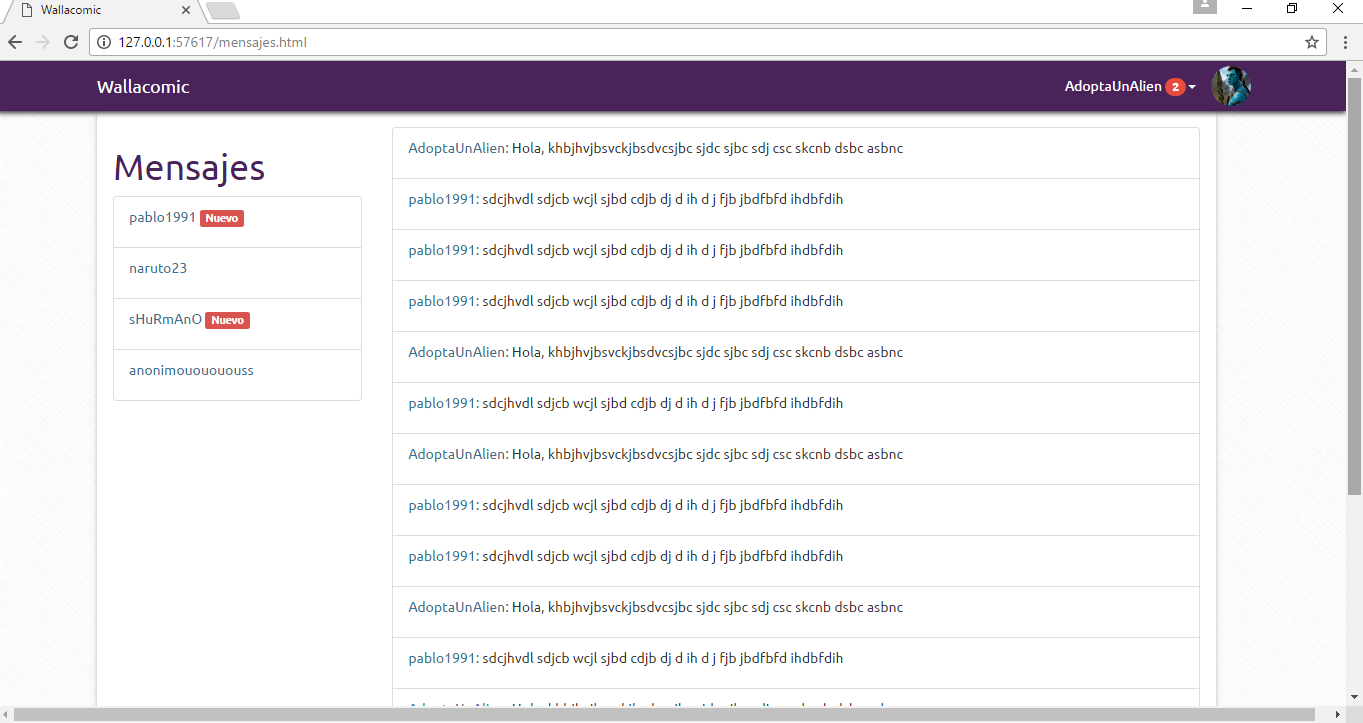 Wallacomic
127.0.0.1:57617/mensajes.html
Wallacomic
AdoptaUnAlien 2
Mensajes
pablo1991 Nuevo
naruto23
sHuRmAnO Nuevo
anonimouououous​s
AdoptaUnAlien: Hola, khbjhvjbsvckjbsdvcsjbc sjdc sjbc sdj csc skcnb dsbc asbnc
pablo1991: sdcjhvdl sdjcb wcjl sjbd cdjb dj d ih d j fjb jbdfbfd ihdbfdih
pablo1991: sdcjhvdl sdjcb wcjl sjbd cdjb dj d ih d j fjb jbdfbfd ihdbfdih
pablo1991: sdcjhvdl sdjcb wcjl sjbd cdjb dj d ih d j fjb jbdfbfd ihdbfdih
AdoptaUnAlien: Hola, khbjhvjbsvckjbsdvcsjbc sjdc sjbc sdj csc skcnb dsbc asbnc
pablo1991: sdcjhvdl sdjcb wcjl sjbd cdjb dj d ih d j fjb jbdfbfd ihdbfdih
AdoptaUnAlien: Hola, khbjhvjbsvckjbsdvcsjbc sjdc sjbc sdj csc skcnb dsbc asbnc
pablo1991: sdcjhvdl sdjcb wcjl sjbd cdjb dj d ih d j fjb jbdfbfd ihdbfdih
pablo1991: sdcjhvdl sdjcb wcjl sjbd cdjb dj d ih d j fjb jbdfbfd ihdbfdih
AdoptaUnAlien: Hola, khbjhvjbsvckjbsdvcsjbc sjdc sjbc sdj csc skcnb dsbc asbnc
pablo1991: sdcjhvdl sdjcb wcjl sjbd cdjb dj d ih d j fjb jbdfbfd ihdbfdih